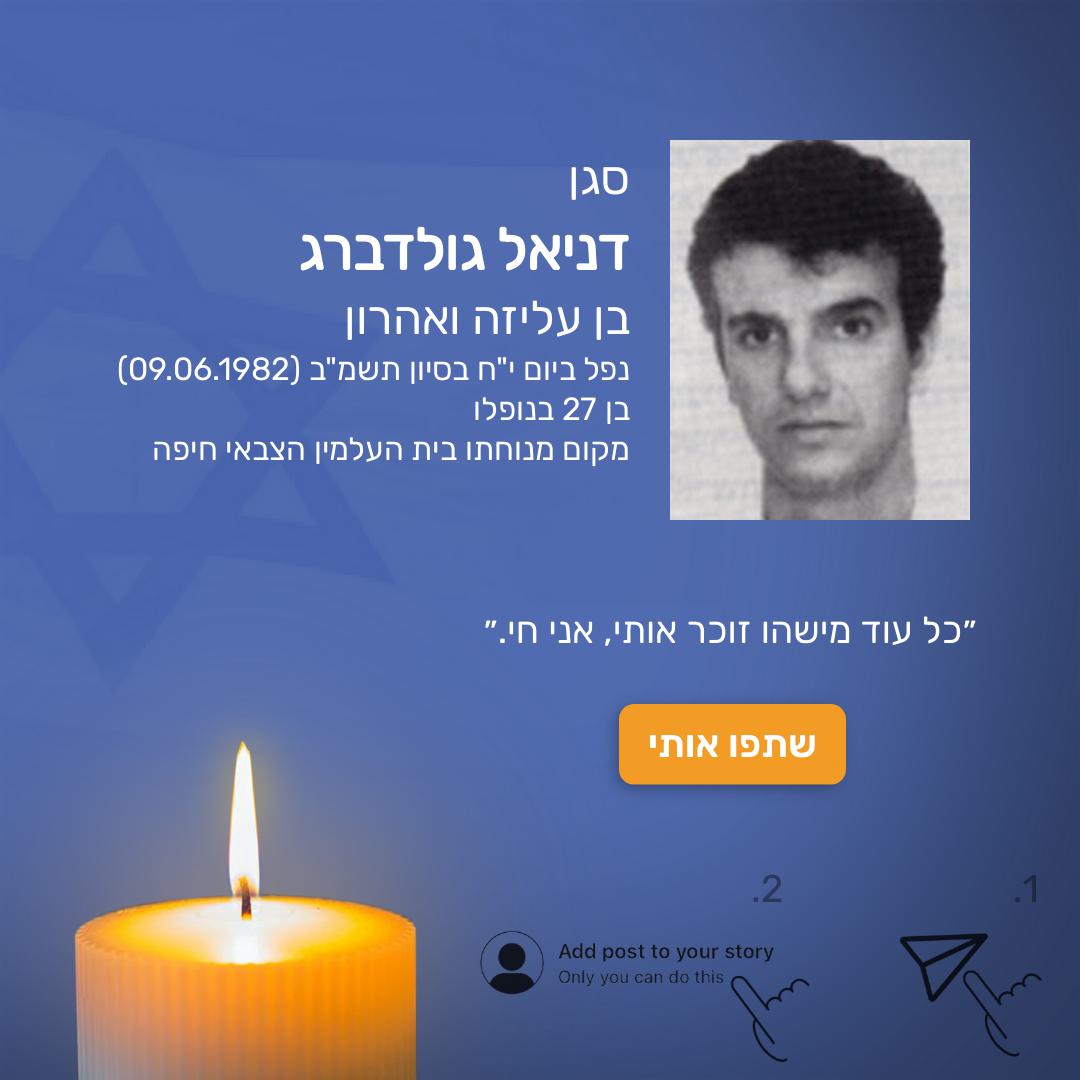 סגן
דניאל גולדברג
בן עליזה ואהרון
נפל ביום י"ח בסיון תשמ"ב (09.06.1982)
בן 27 בנופלו
מקום מנוחתו בית העלמין הצבאי חיפה
״כל עוד מישהו זוכר אותי, אני חי.״
שתפו אותי
.1
.2
Add post to your story
Only you can do this